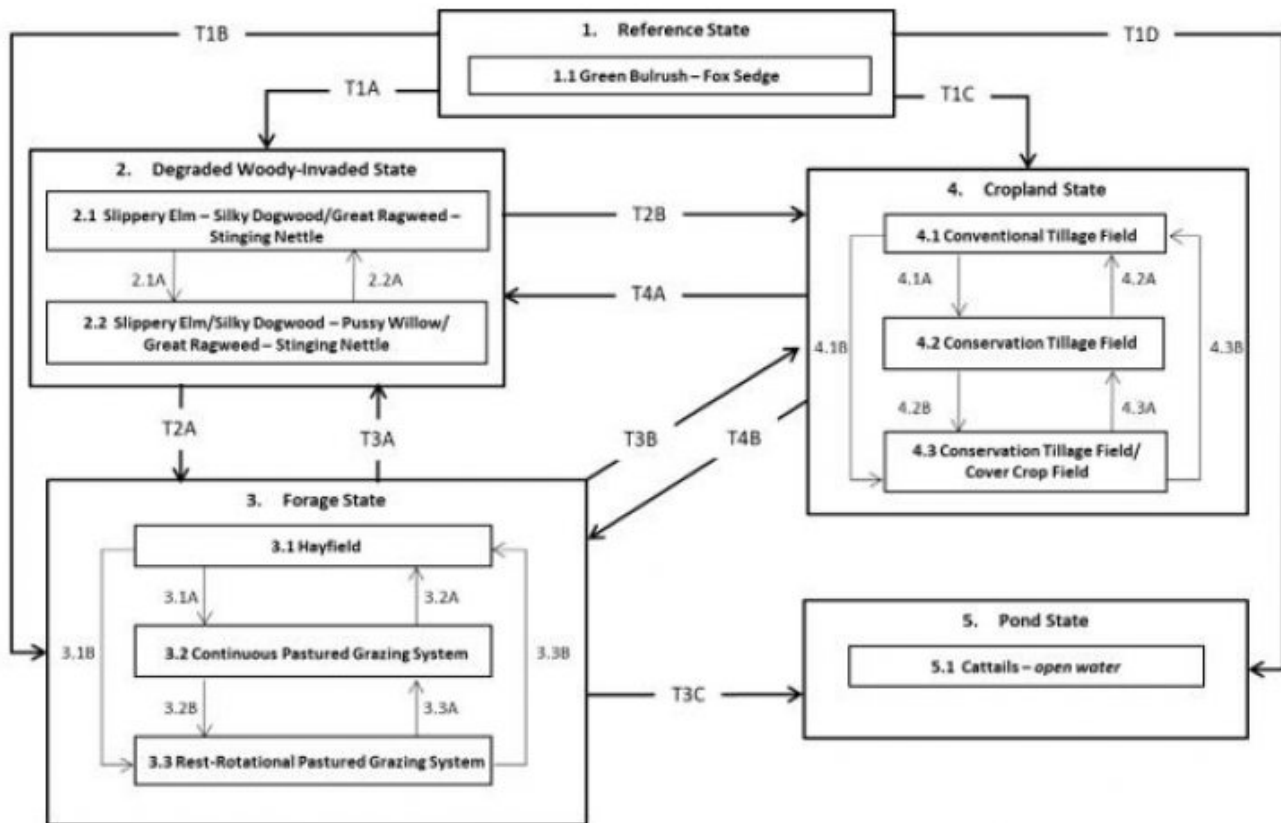 T1B
1. Reference State
T1D
1.1 Green Bulrush – Fox Sedge
T1A
T1C
2. Degraded Woody-Invaded State
2.1 Slippery Elm – Silky Dogwood/Great Ragweed –
Stinging Nettle
2.1A
2.2A
2.2 Slippery Elm/Silky Dogwood – Pussy Willow/
Great Ragweed – Stinging Nettle
T2B
T4A
4. Cropland State
4.1 Conventional Tillage Field
4.1A
4.2A
4.2 Conservation Tillage Field
4.1B
4.3B
4.2B
4.3A
4.3 Conservation Tillage Field/
Cover Crop Field
T2A
T3A
T3B
T4B
3. Forage State
3.1 Hayfield
3.1A
3.2A
3.2 Continuous Pastured Grazing System
3.1B
3.3B
3.2B
3.3A
3.3 Rest-Rotational Pastured Grazing System
T3C
5. Pond State
5.1 Cattails – open water